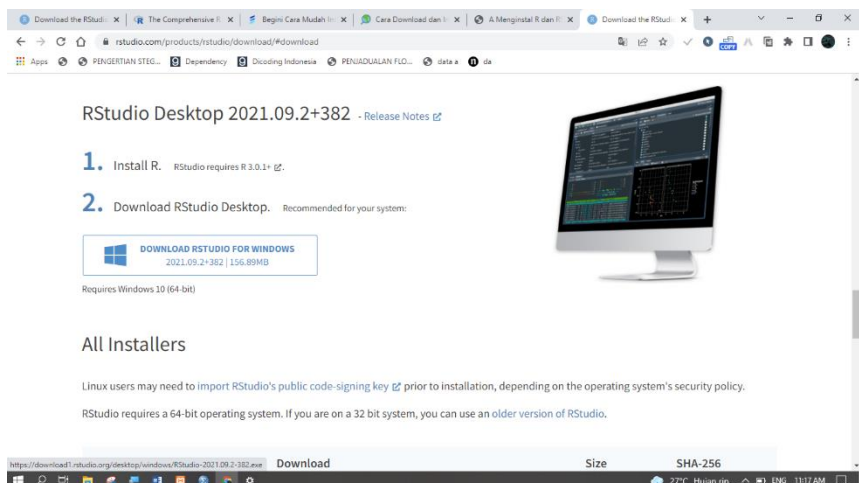 Download the RStudi
The Comprehensive R
Begini Cara Mudah In
Cara Download dan I
A Menginstal R dan R
Download the RStudi
rstudio.com/products/rstudio/download/#download
Apps
PENGERTIAN STEG...
Dependency
Dicoding Indonesia
PENJADUALAN FLO...
data a
da
RStudio Desktop 2021.09.2+382 - Release Notes
1. Install R. RStudio requires R 3.0.1+.
2. Download RStudio Desktop. Recommended for your system:
DOWNLOAD RSTUDIO FOR WINDOWS
2021.09.2+382 | 156.89MB
Requires Windows 10 (64-bit)
All Installers
Linux users may need to import RStudio's public code-signing key prior to installation, depending on the operating system's security policy.
RStudio requires a 64-bit operating system. If you are on a 32 bit system, you can use an older version of RStudio.
Download Size SHA-256
https://download1.rstudio.org/desktop/windows/RStudio-2021.09.2-382.exe
27°C Hujan rin
ENG 11:17 AM